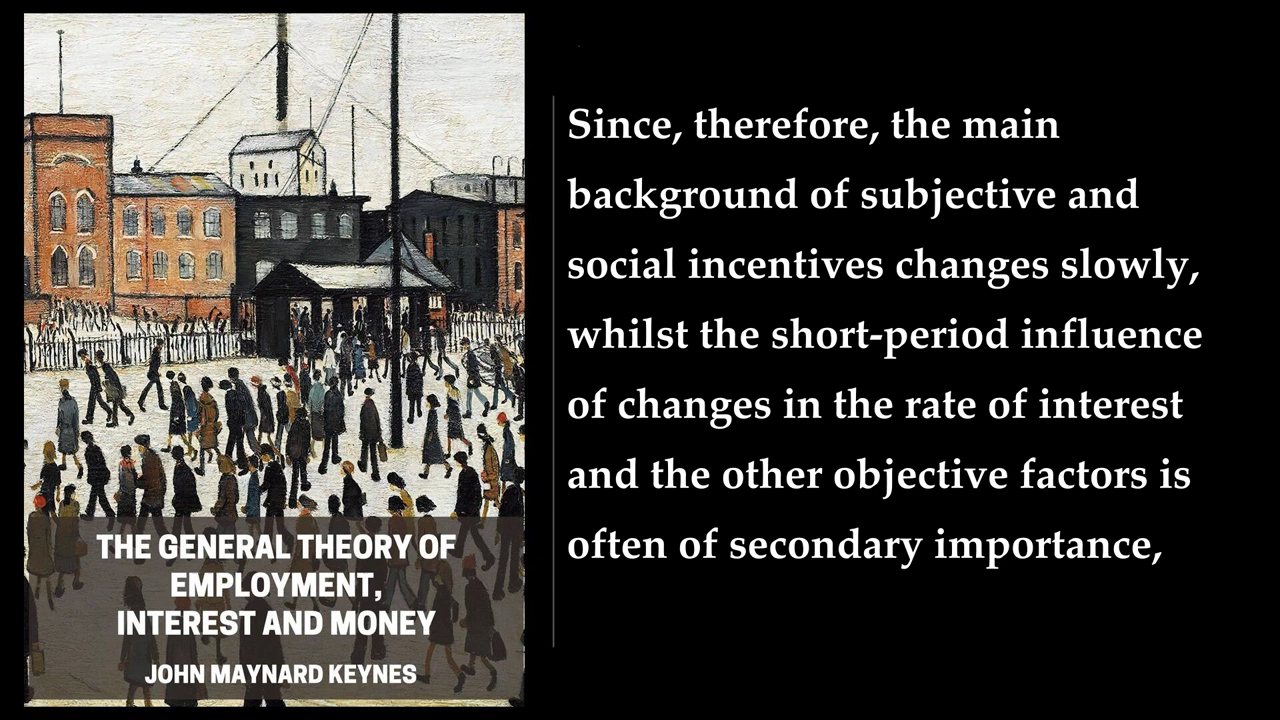 THE GENERAL THEORY OF
EMPLOYMENT,
INTEREST AND MONEY
JOHN MAYNARD KEYNES
Since, therefore, the main
background of subjective and
social incentives changes slowly,
whilst the short-period influence
of changes in the rate of interest
and the other objective factors is
often of secondary importance,